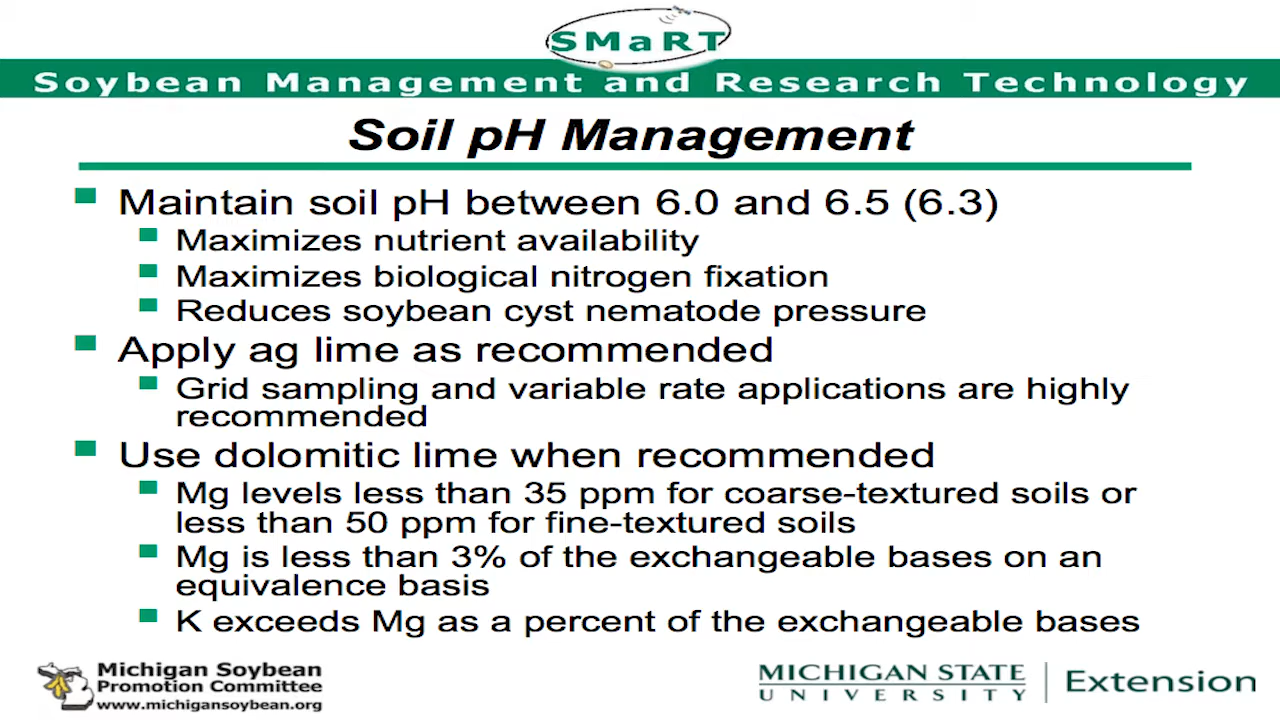 SMaRT
Soybean Management and Research Technology
Soil pH Management
Maintain soil pH between 6.0 and 6.5 (6.3)
Maximizes nutrient availability
Maximizes biological nitrogen fixation
Reduces soybean cyst nematode pressure
Apply ag lime as recommended
Grid sampling and variable rate applications are highly
recommended
Use dolomitic lime when recommended
Mg levels less than 35 ppm for coarse-textured soils or
less than 50 ppm for fine-textured soils
Mg is less than 3% of the exchangeable bases on an
equivalence basis
K exceeds Mg as a percent of the exchangeable bases
Michigan Soybean
Promotion Committee
www.michigansoybean.org
MICHIGAN STATE
UNIVERSITY
Extension